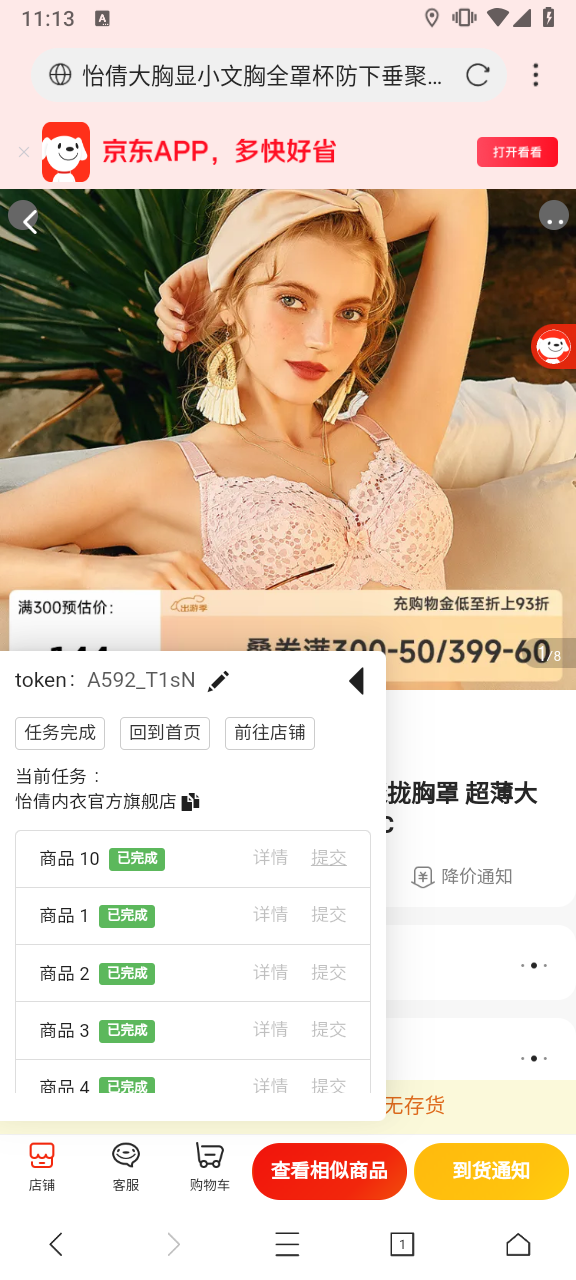 11:13
A
怡倩大胸显小文胸全罩杯防下垂聚...
京东APP，多快好省
打开看看
满300预估价：
出游季
充购物金低至折上93折
叠券满300-50/399-60
1/8
token： A592_T1sN
任务完成 回到首页 前往店铺
当前任务 ：
怡倩内衣官方旗舰店
拢胸罩 超薄大
C
商品 10 已完成 详情 提交
降价通知
商品 1 已完成 详情 提交
商品 2 已完成 详情 提交
商品 3 已完成 详情 提交
商品 4 已完成 详情 提交
无存货
店铺 客服 购物车 查看相似商品 到货通知
1